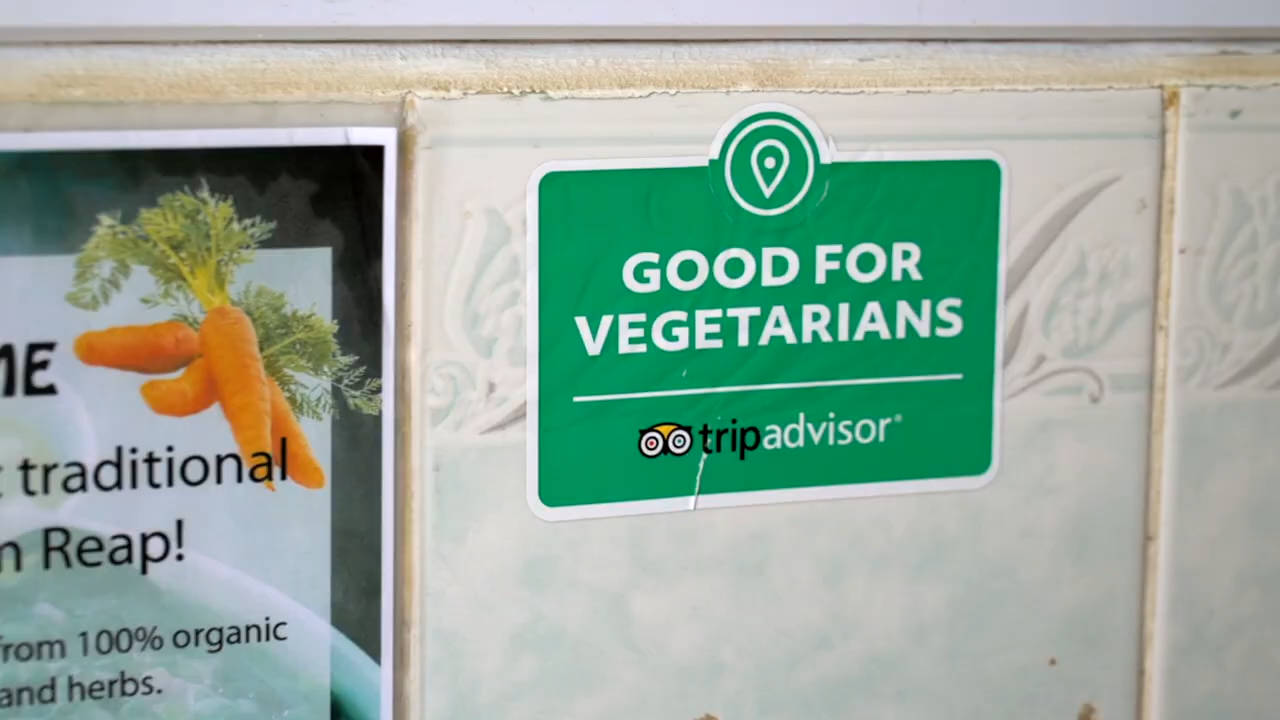 ME
traditional
Reap!
from 100% organic
and herbs.
GOOD FOR
VEGETARIANS
tripadvisor®